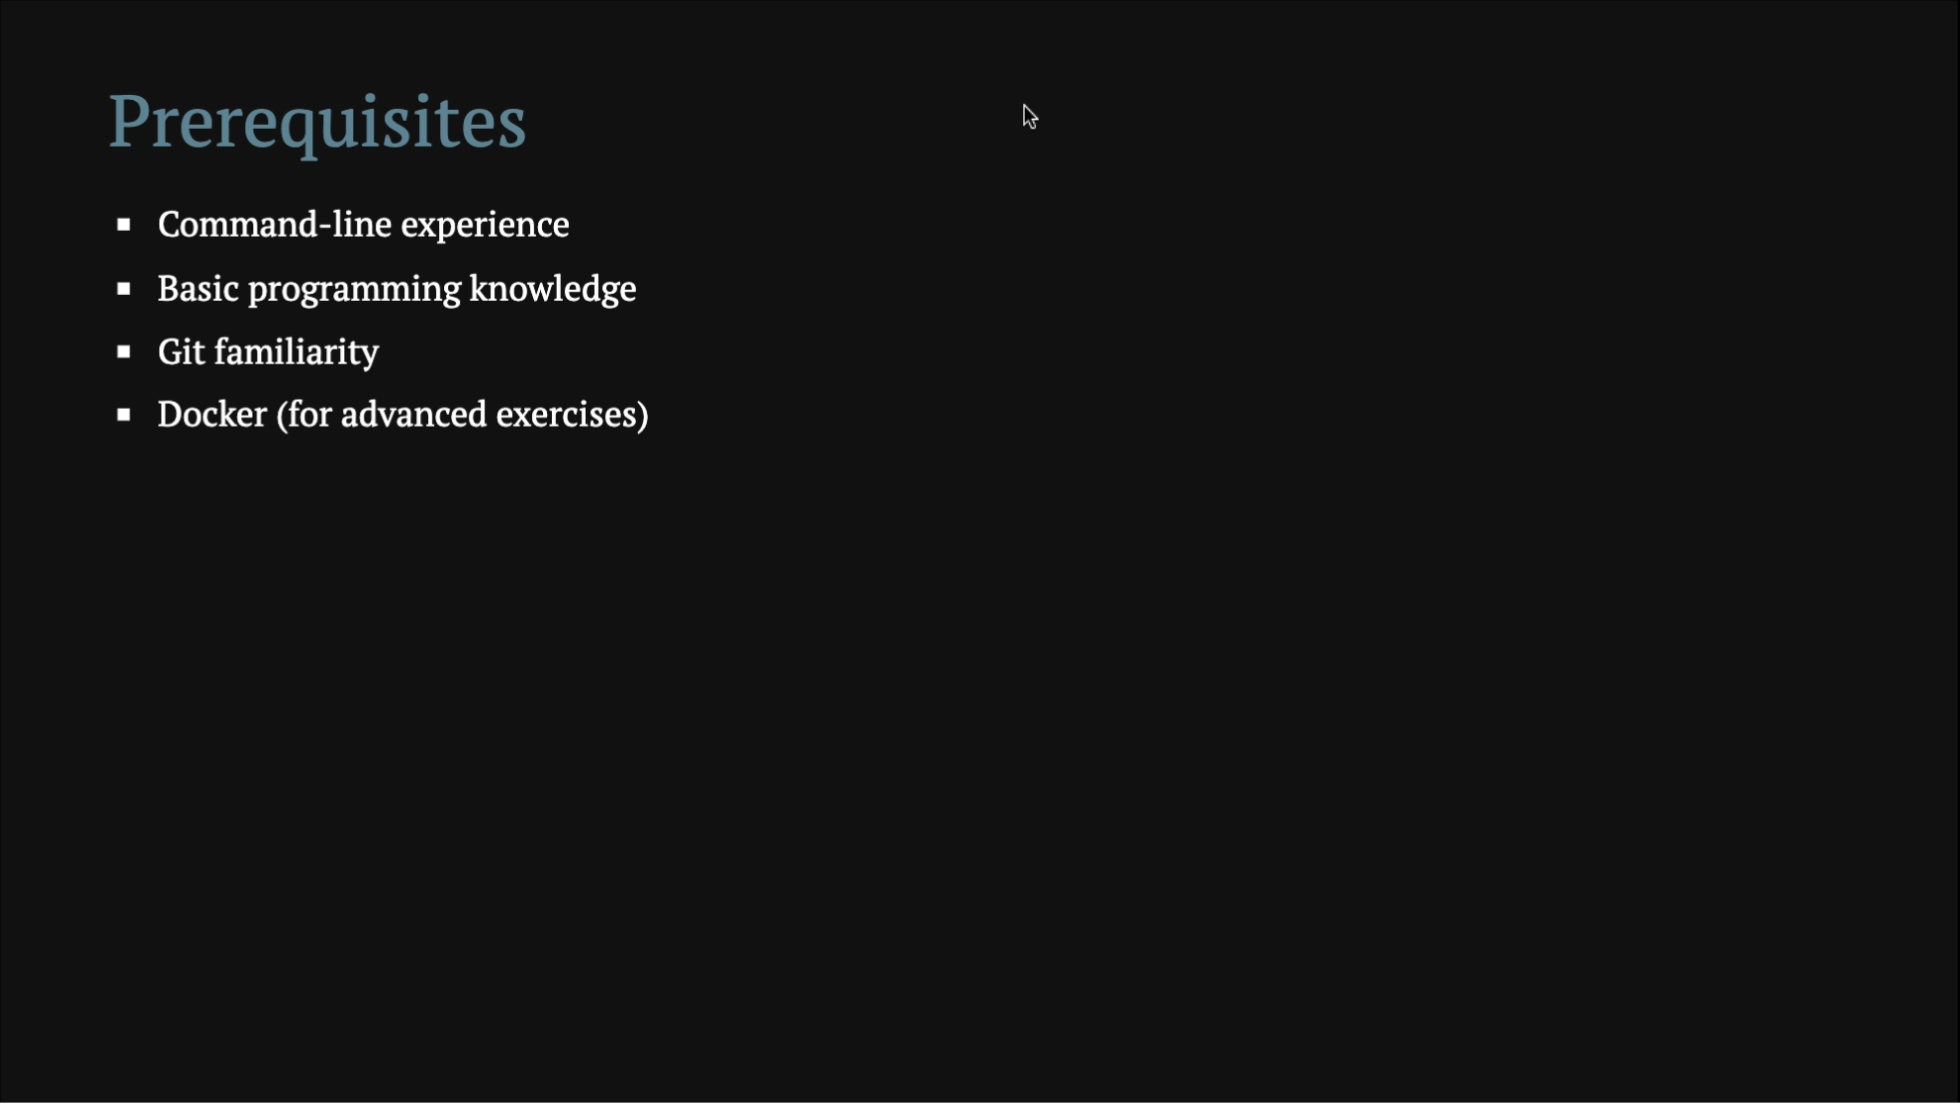 Prerequisites
Command-line experience
Basic programming knowledge
Git familiarity
Docker (for advanced exercises)